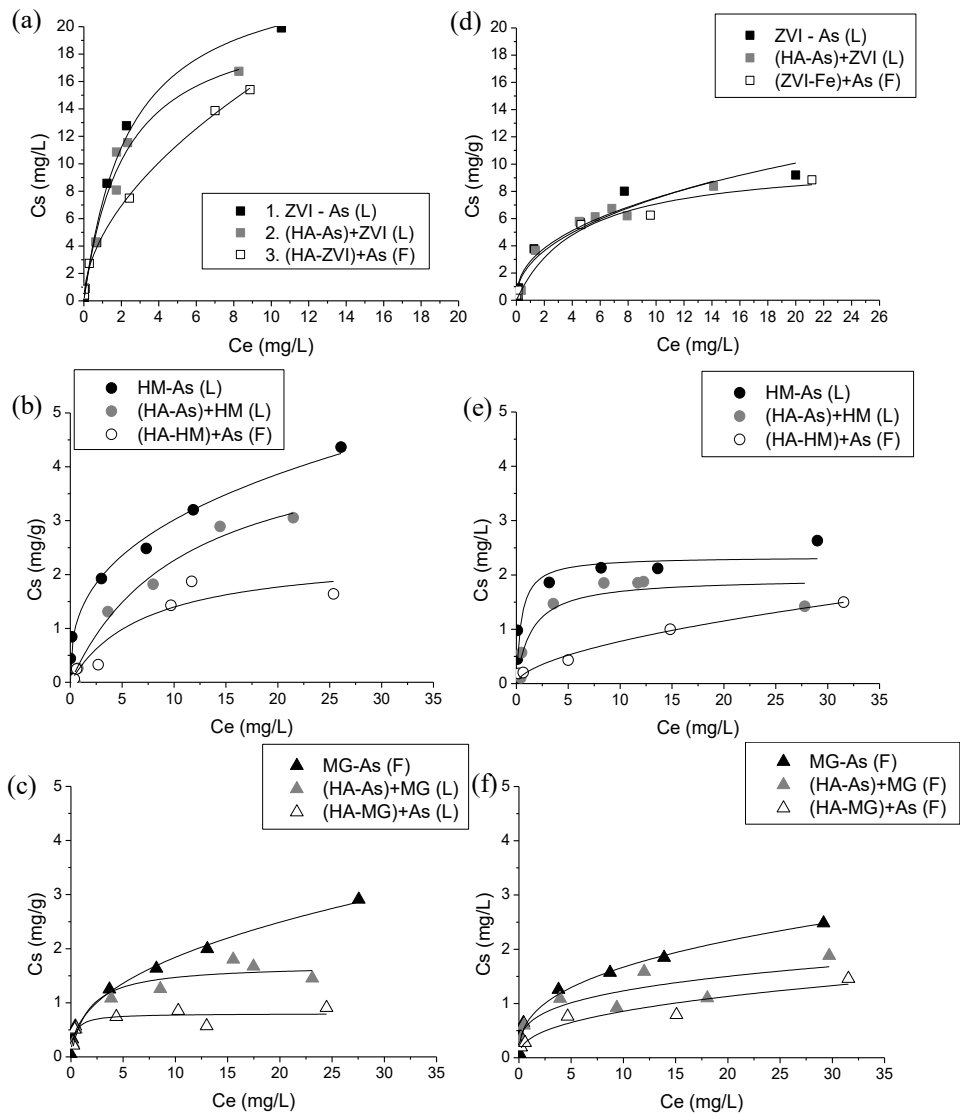 (a)
20
18
16
14
12
10
8
6
4
2
0
Cs (mg/L)
1. ZVI - As (L)
2. (HA-As)+ZVI (L)
3. (HA-ZVI)+As (F)
0 2 4 6 8 10 12 14 16 18 20
Ce (mg/L)
(d)
ZVI - As (L)
(HA-As)+ZVI (L)
(ZVI-Fe)+As (F)
20
18
16
14
12
10
8
6
4
2
0
Cs (mg/g)
0 2 4 6 8 10 12 14 16 18 20 22 24 26
Ce (mg/L)
(b)
HM-As (L)
(HA-As)+HM (L)
(HA-HM)+As (F)
5
4
3
2
1
0
Cs (mg/g)
0 5 10 15 20 25 30 35
Ce (mg/L)
(e)
HM-As (L)
(HA-As)+HM (L)
(HA-HM)+As (F)
5
4
3
2
1
0
Cs (mg/L)
0 5 10 15 20 25 30 35
Ce (mg/L)
(c)
MG-As (F)
(HA-As)+MG (L)
(HA-MG)+As (L)
5
4
3
2
1
0
Cs (mg/g)
0 5 10 15 20 25 30 35
Ce (mg/L)
(f)
MG-As (F)
(HA-As)+MG (F)
(HA-MG)+As (F)
5
4
3
2
1
0
Cs (mg/L)
0 5 10 15 20 25 30 35
Ce (mg/L)